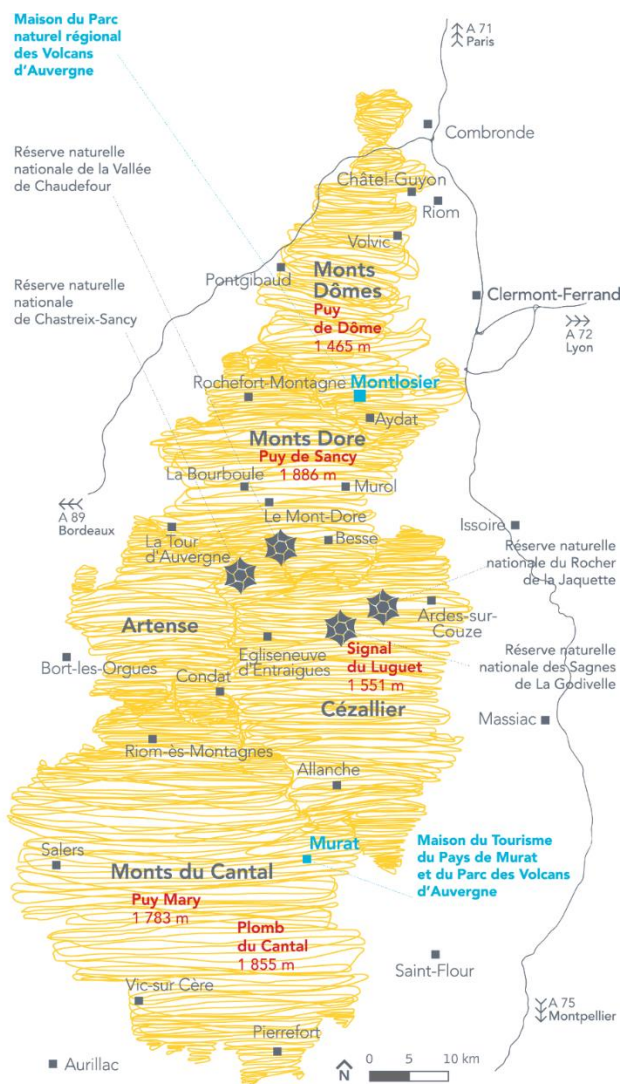 Maison du Parc
naturel régional
des Volcans
d'Auvergne
A 71
Paris
Combronde
Réserve naturelle
nationale de la Vallée
de Chaudefour
Châtel-Guyon
Riom
Volvic
Réserve naturelle
nationale
de Chastreix-Sancy
Pontgibaud
Monts
Dômes
Puy
de Dôme
1 465 m
Clermont-Ferrand
A 72
Lyon
Rochefort-Montagne
Montlosier
Aydat
Monts Dore
Puy de Sancy
1 886 m
La Bourboule
Murol
A 89
Bordeaux
Le Mont-Dore
La Tour
d'Auvergne
Besse
Issoire
Réserve naturelle
nationale du Rocher
de la Jaquette
Artense
Ardes-sur-
Couze
Bort-les-Orgues
Egliseneuve
d'Entraigues
Signal
du Luguet
1 551 m
Réserve naturelle
nationale des Sagnes
de La Godivelle
Condat
Cézallier
Massiac
Riom-ès-Montagnes
Allanche
Salers
Murat
Maison du Tourisme
du Pays de Murat
et du Parc des Volcans
d'Auvergne
Monts du Cantal
Puy Mary
1 783 m
Plomb
du Cantal
1 855 m
Saint-Flour
Vic-sur Cère
A 75
Montpellier
Pierrefort
Aurillac
N
0 5 10 km